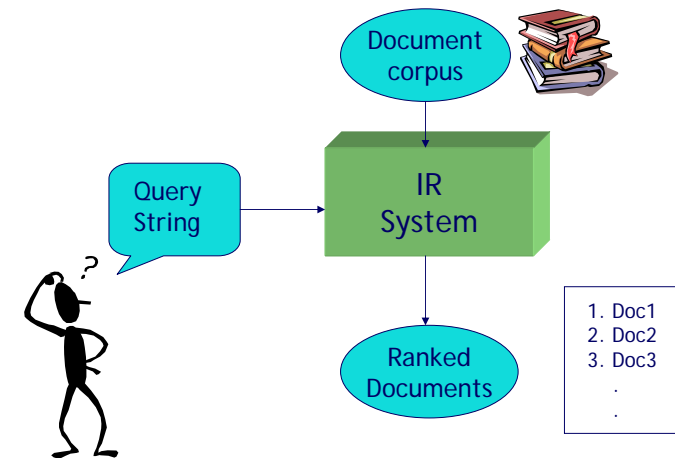 Document
corpus
Query
String
IR
System
?
Ranked
Documents
1. Doc1
2. Doc2
3. Doc3
.
.